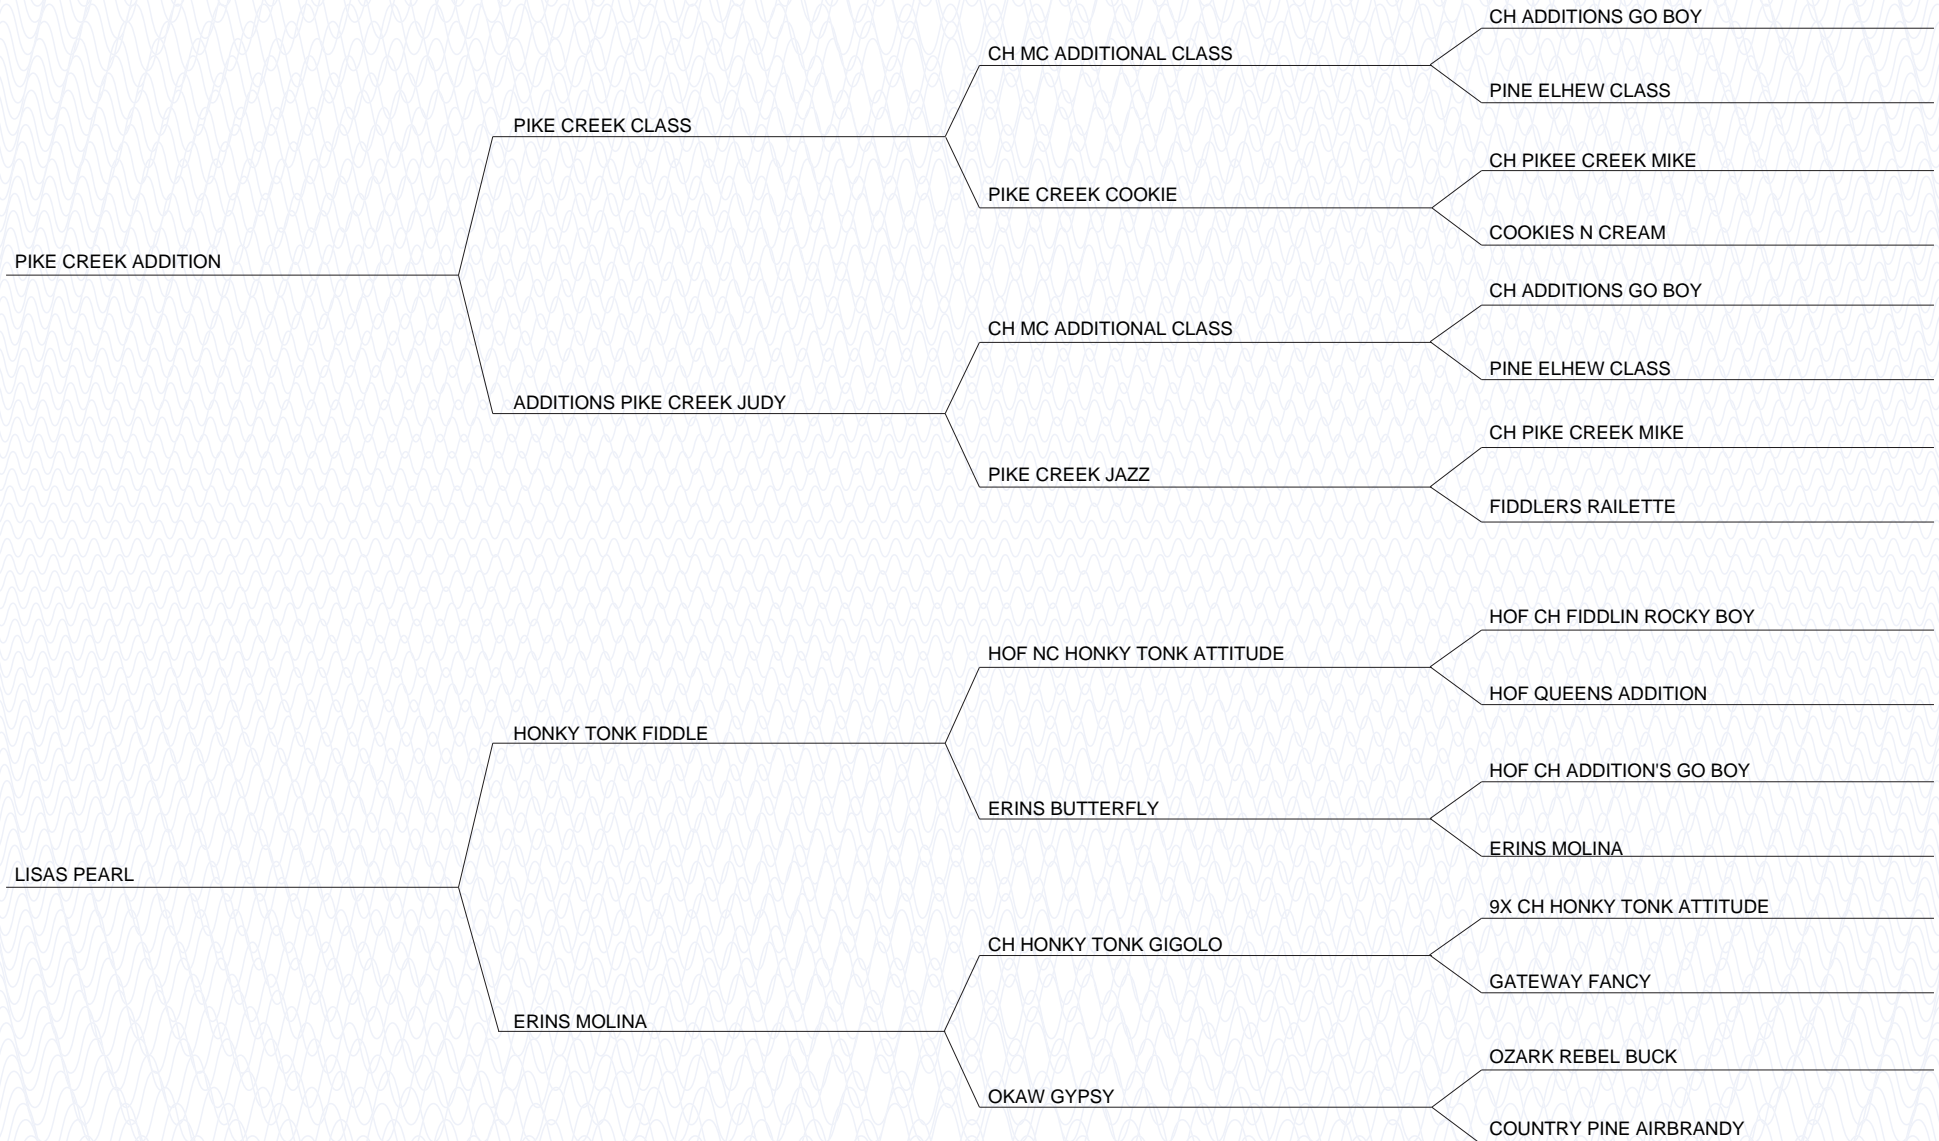 CH ADDITIONS GO BOY
CH MC ADDITIONAL CLASS
PINE ELHEW CLASS
PIKE CREEK CLASS
CH PIKEE CREEK MIKE
PIKE CREEK COOKIE
COOKIES N CREAM
PIKE CREEK ADDITION
CH ADDITIONS GO BOY
CH MC ADDITIONAL CLASS
PINE ELHEW CLASS
ADDITIONS PIKE CREEK JUDY
CH PIKE CREEK MIKE
PIKE CREEK JAZZ
FIDDLERS RAILETTE
HOF CH FIDDLIN ROCKY BOY
HOF NC HONKY TONK ATTITUDE
HOF QUEENS ADDITION
HONKY TONK FIDDLE
HOF CH ADDITION'S GO BOY
ERINS BUTTERFLY
ERINS MOLINA
LISAS PEARL
9X CH HONKY TONK ATTITUDE
CH HONKY TONK GIGOLO
GATEWAY FANCY
ERINS MOLINA
OZARK REBEL BUCK
OKAW GYPSY
COUNTRY PINE AIRBRANDY